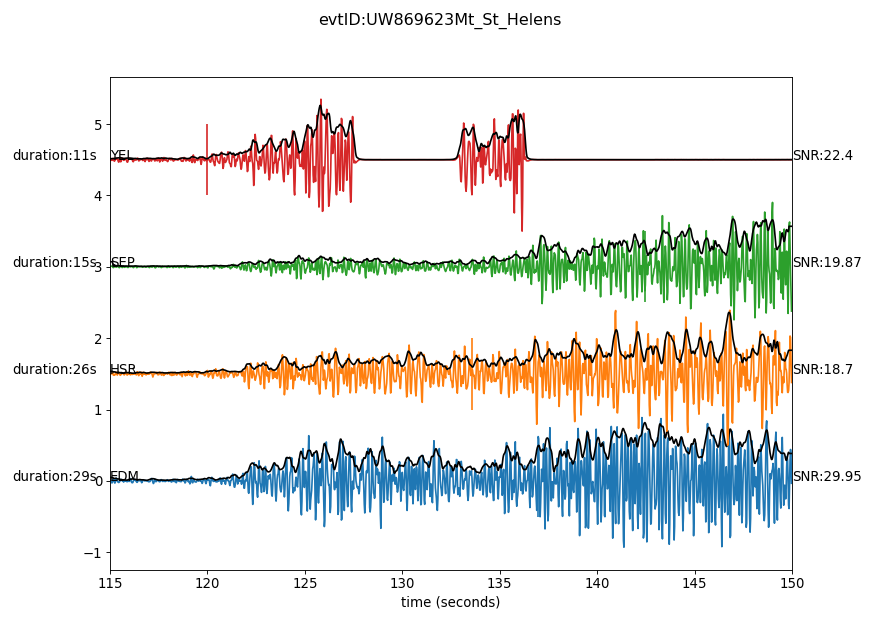 evtID:UW869623Mt_St_Helens
5
duration:11s YEL SNR:22.4
4
duration:15s 3 SEP SNR:19.87
2
duration:26s HSR SNR:18.7
1
duration:29s 0 EDM SNR:29.95
−1
115 120 125 130 135 140 145 150
time (seconds)